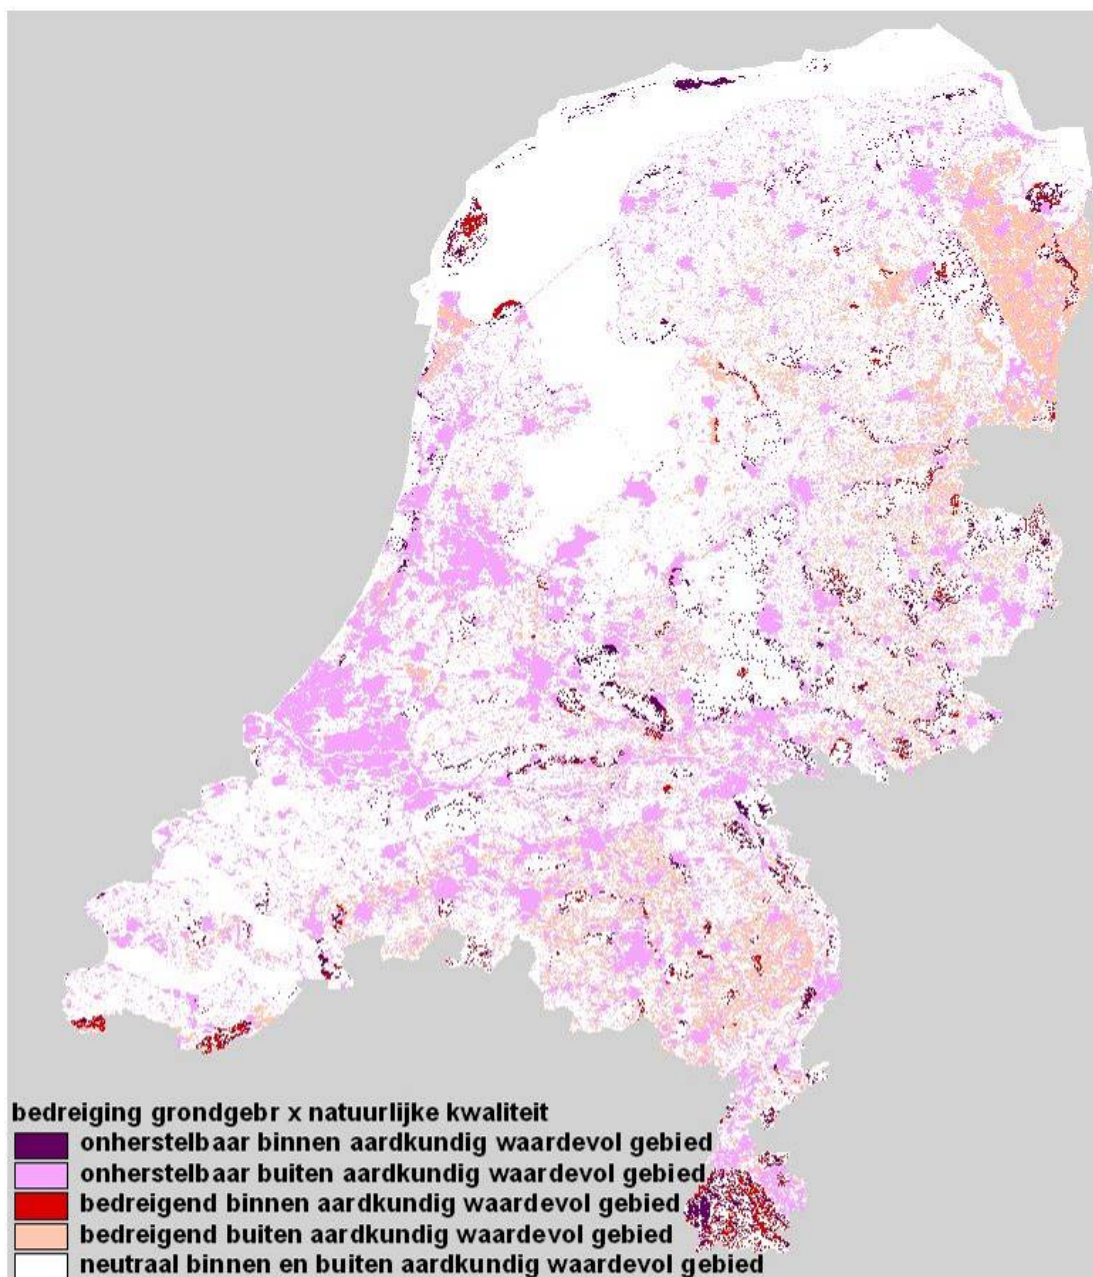 bedreiging grondgebr x natuurlijke kwaliteit
onherstelbaar binnen aardkundig waardevol gebied
onherstelbaar buiten aardkundig waardevol gebied
bedreigend binnen aardkundig waardevol gebied
bedreigend buiten aardkundig waardevol gebied
neutraal binnen en buiten aardkundig waardevol gebied